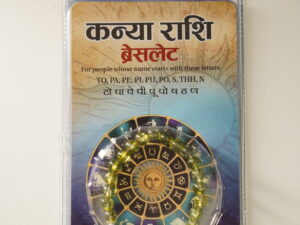 कन्या राशि
ब्रेसलेट
For people whose name starts with these letters
TO, PA, PE, PI, PU, PO, S, THH, N
टो पा पे पी पू पो ष ठ ण